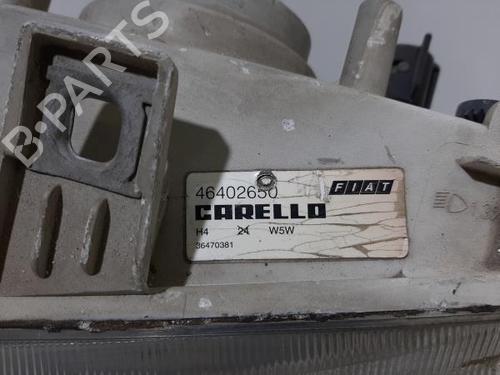 B-PARTS
46402650
FIAT
CARELLO
H4 24 W5W
36470381